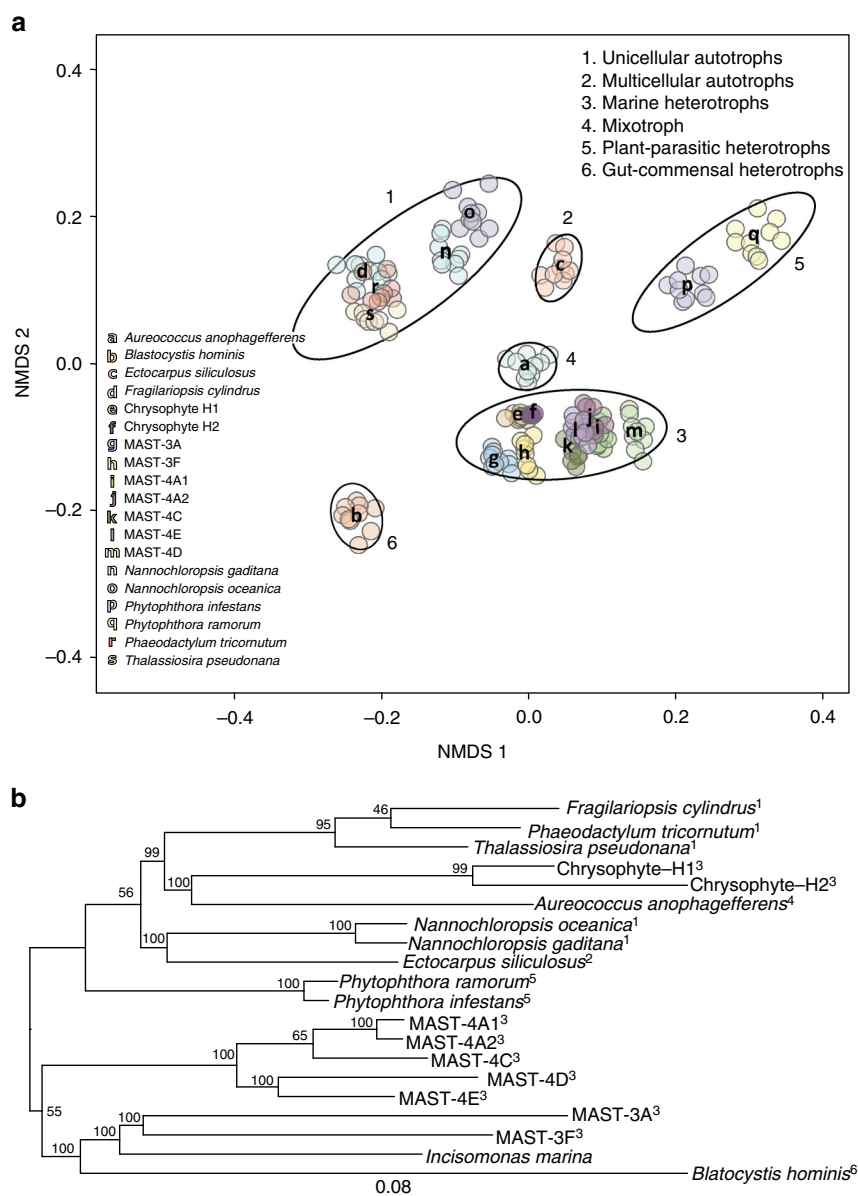 a
0.4
0.2
0.0
–0.2
–0.4
NMDS 2
–0.4
–0.2
0.0
0.2
0.4
NMDS 1
1. Unicellular autotrophs
2. Multicellular autotrophs
3. Marine heterotrophs
4. Mixotroph
5. Plant-parasitic heterotrophs
6. Gut-commensal heterotrophs
1
2
3
4
5
6
o
n
d
r
s
c
q
p
a
e
f
g
h
j
l
i
k
m
b
a Aureococcus anophagefferens
b Blastocystis hominis
c Ectocarpus siliculosus
d Fragilariopsis cylindrus
e Chrysophyte H1
f Chrysophyte H2
g MAST-3A
h MAST-3F
i MAST-4A1
j MAST-4A2
k MAST-4C
l MAST-4E
m MAST-4D
n Nannochloropsis gaditana
o Nannochloropsis oceanica
p Phytophthora infestans
q Phytophthora ramorum
r Phaeodactylum tricornutum
s Thalassiosira pseudonana
b
46
95
99
99
100
56
100
100
100
100
65
100
100
55
100
100
100
Fragilariopsis cylindrus¹
Phaeodactylum tricornutum¹
Thalassiosira pseudonana¹
Chrysophyte–H1³
Chrysophyte–H2³
Aureococcus anophagefferens⁴
Nannochloropsis oceanica¹
Nannochloropsis gaditana¹
Ectocarpus siliculosus²
Phytophthora ramorum⁵
Phytophthora infestans⁵
MAST-4A1³
MAST-4A2³
MAST-4C³
MAST-4D³
MAST-4E³
MAST-3A³
MAST-3F³
Incisomonas marina
Blatocystis hominis⁶
0.08